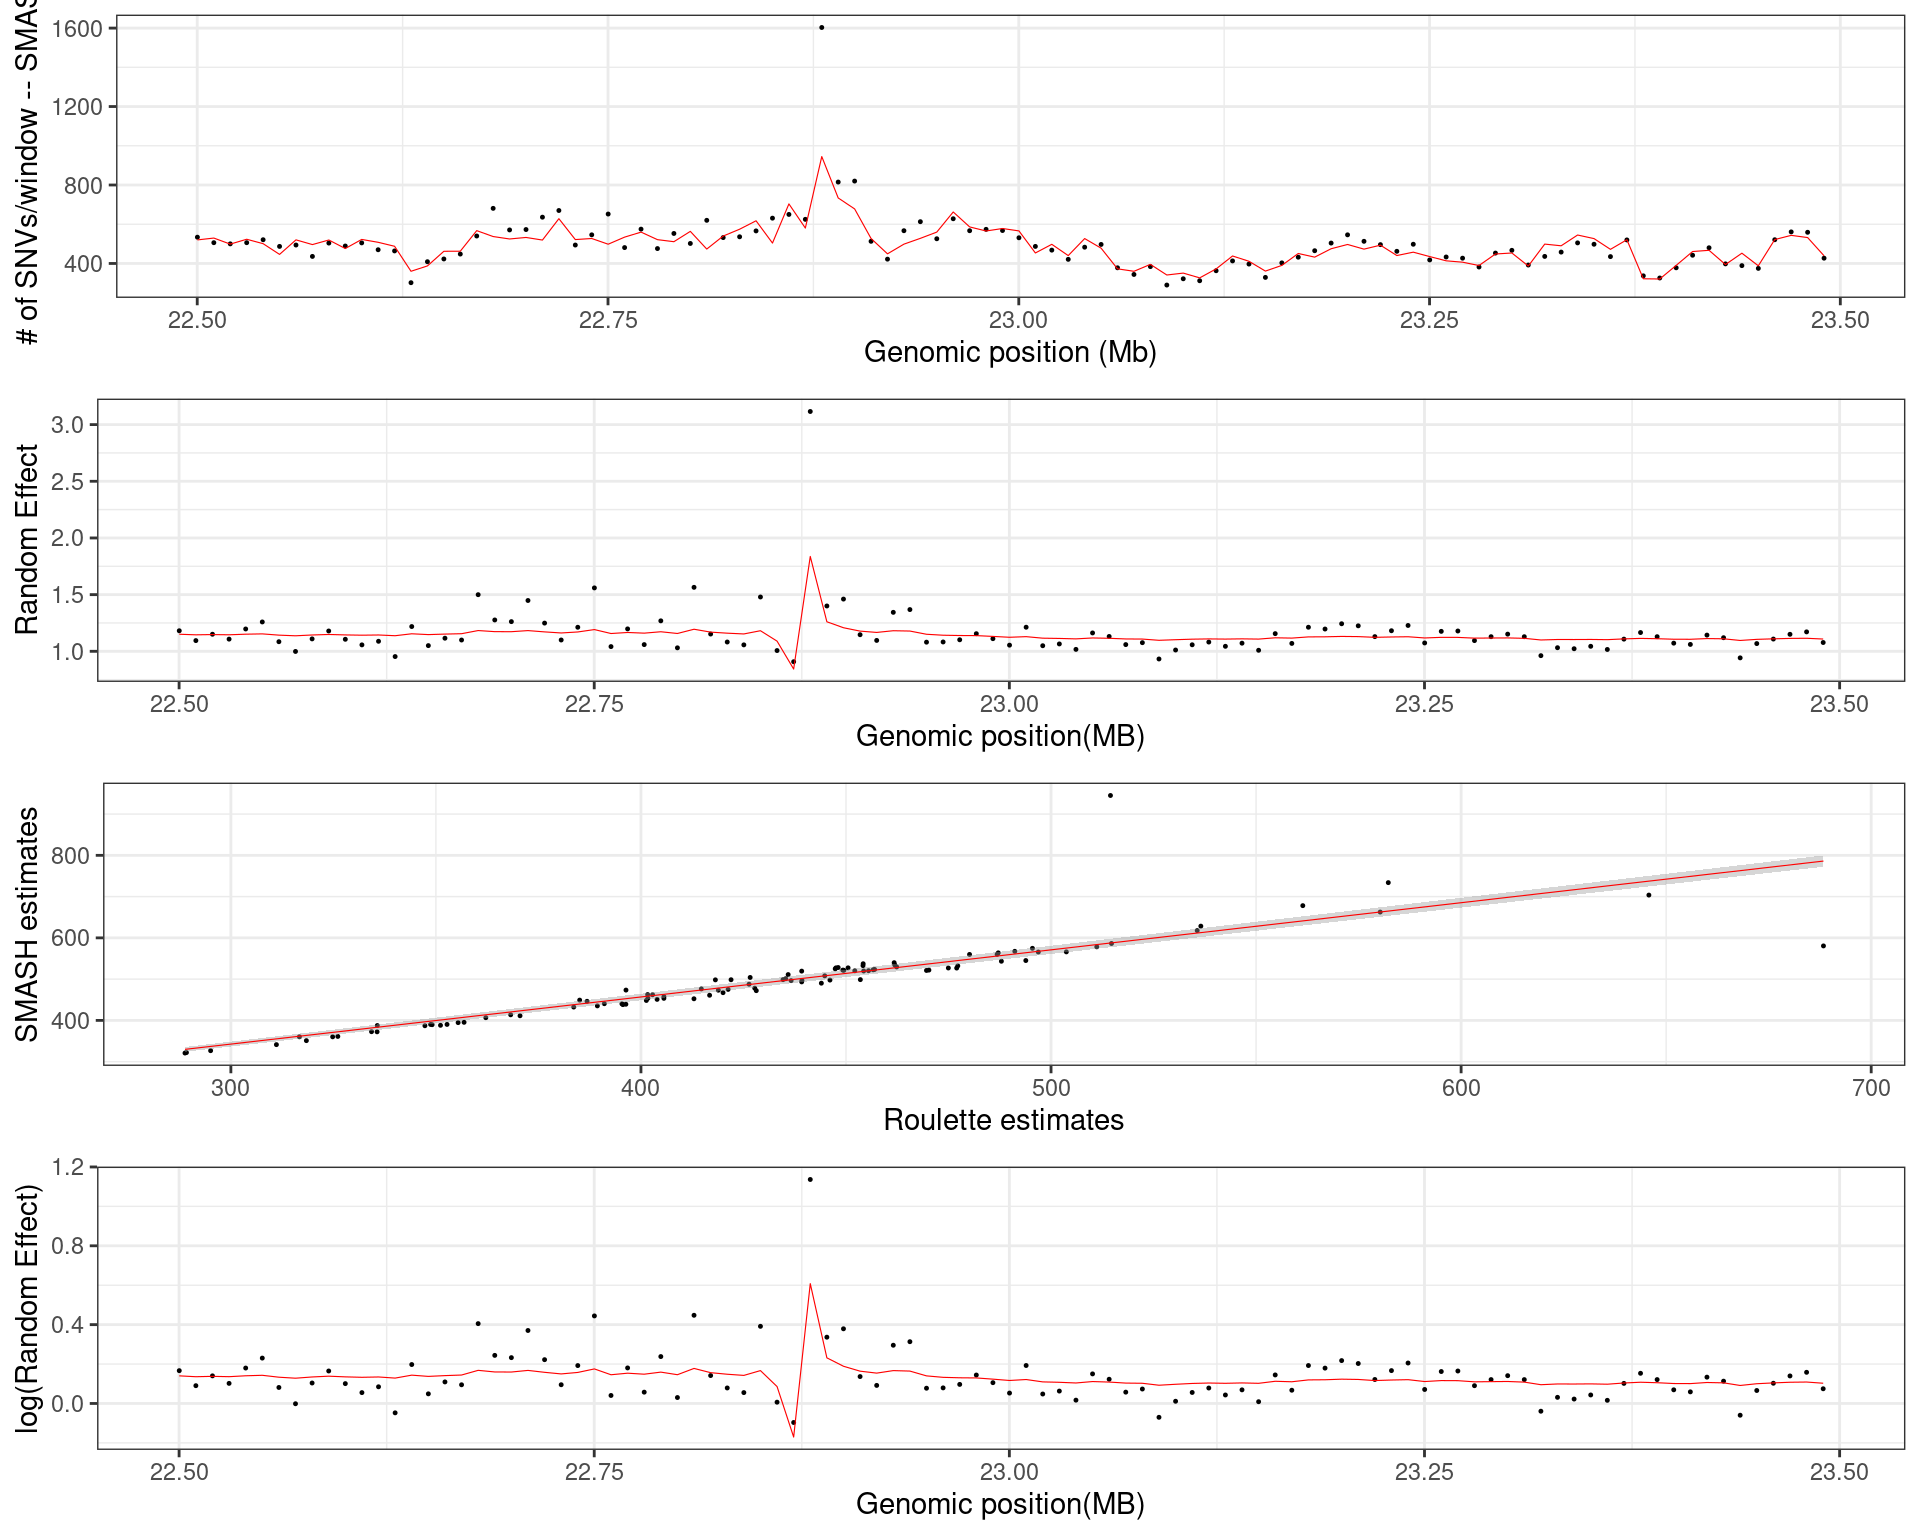 # of SNVs/window -- SMAS
1600
1200
800
400
22.50 22.75 23.00 23.25 23.50
Genomic position (Mb)
Random Effect
3.0
2.5
2.0
1.5
1.0
22.50 22.75 23.00 23.25 23.50
Genomic position(MB)
SMASH estimates
800
600
400
300 400 500 600 700
Roulette estimates
log(Random Effect)
1.2
0.8
0.4
0.0
22.50 22.75 23.00 23.25 23.50
Genomic position(MB)